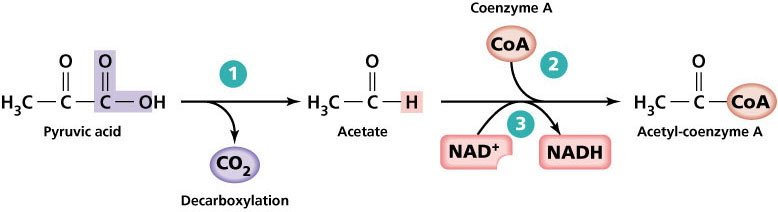 Coenzyme A
CoA
O
O
O
O
1
2
H₃C — C — C — OH
H₃C — C — H
H₃C — C — CoA
Pyruvic acid
Acetate
3
Acetyl-coenzyme A
CO₂
NAD⁺
NADH
Decarboxylation